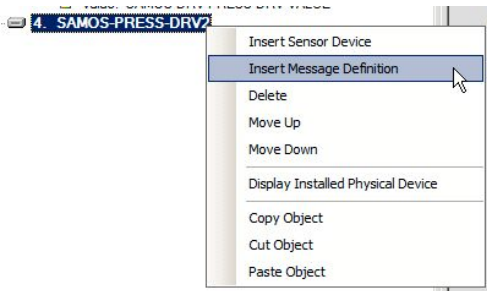 4. SAMOS-PRESS-DRV2
Insert Sensor Device
Insert Message Definition
Delete
Move Up
Move Down
Display Installed Physical Device
Copy Object
Cut Object
Paste Object